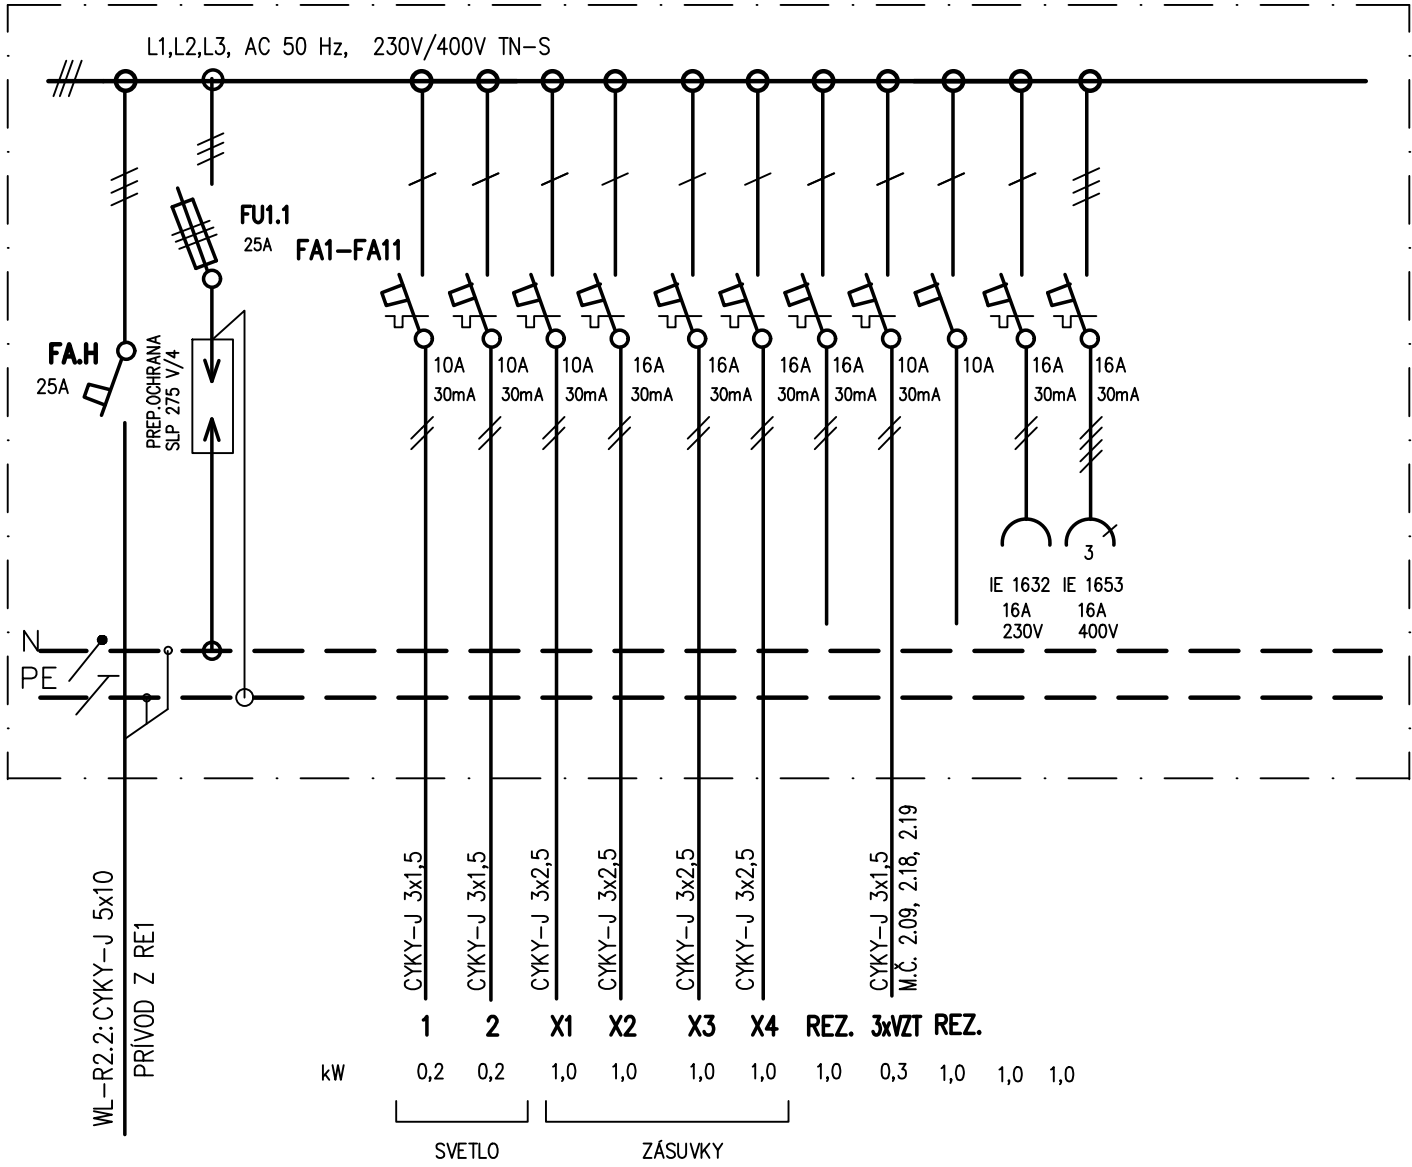 L1,L2,L3, AC 50 Hz, 230V/400V TN-S
FU1.1
25A
FA1-FA11
FA.H
25A
PREP.OCHRANA
SLP 275 V/4
10A 10A 10A 16A 16A 16A 16A 10A 10A 16A 16A
30mA 30mA 30mA 30mA 30mA 30mA 30mA 30mA 30mA 30mA
3
IE 1632 IE 1653
16A 16A
230V 400V
N
PE
WL-R2.2: CYKY-J 5x10
PRÍVOD Z RE1
CYKY-J 3x1,5
CYKY-J 3x1,5
CYKY-J 3x2,5
CYKY-J 3x2,5
CYKY-J 3x2,5
CYKY-J 3x2,5
CYKY-J 3x1,5
M.Č. 2.09, 2.18, 2.19
1 2 X1 X2 X3 X4 REZ. 3xVZT REZ.
kW 0,2 0,2 1,0 1,0 1,0 1,0 1,0 0,3 1,0 1,0 1,0
SVETLO ZÁSUVKY